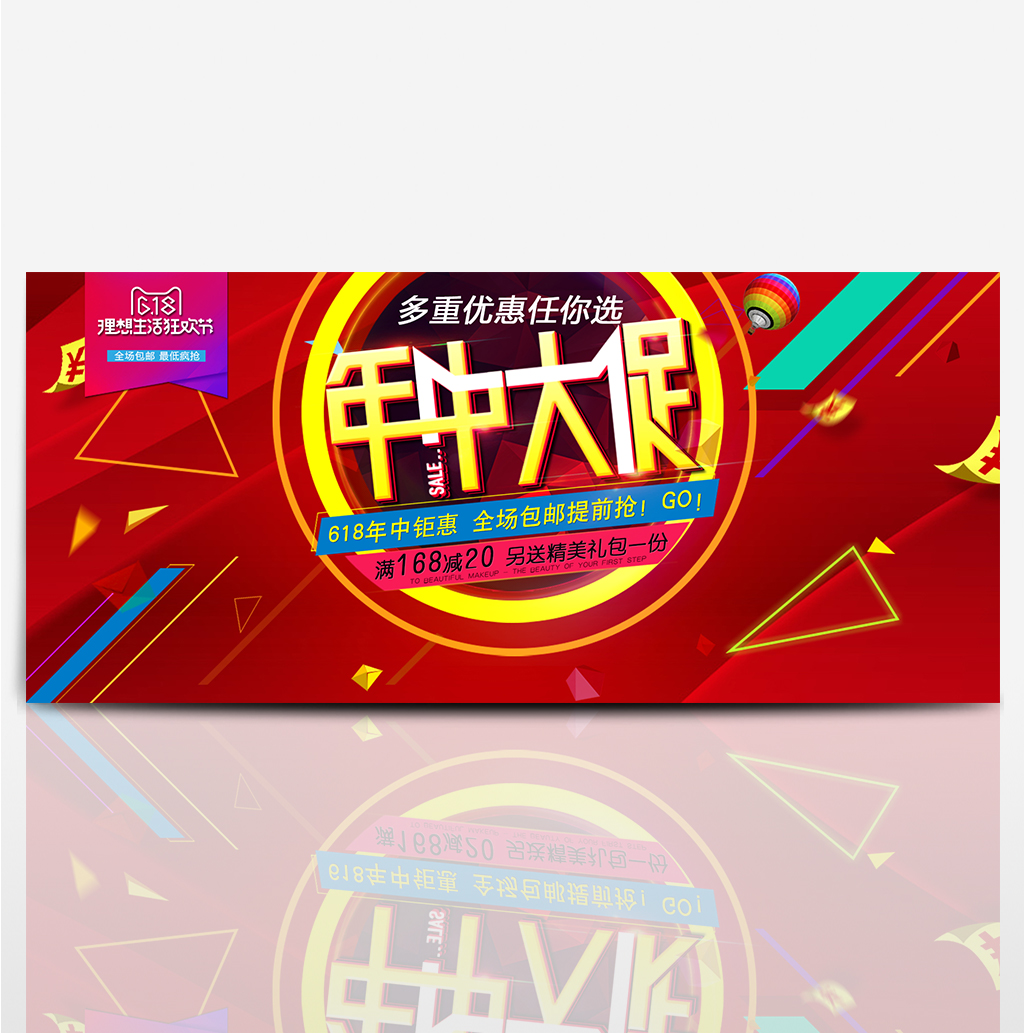 618
理想生活狂欢节
全场包邮 最低疯抢
多重优惠任你选
年中大促
SALE..
618年中钜惠 全场包邮提前抢! GO!
满168减20 另送精美礼包一份
TO BEAUTIFUL MAKEUP - THE BEAUTY OF YOUR FIRST STEP
¥